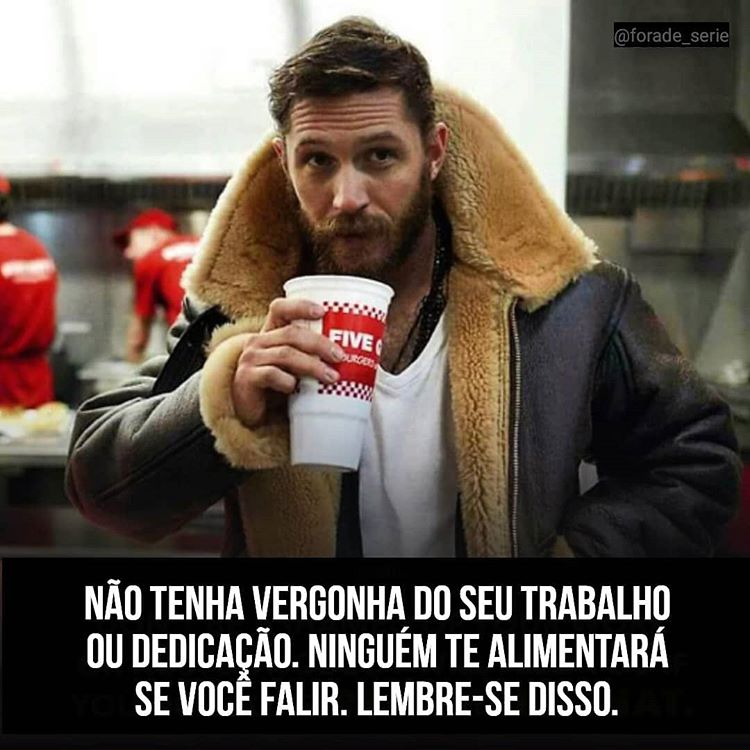 @forade_serie
FIVE
BURGERS
NÃO TENHA VERGONHA DO SEU TRABALHO
OU DEDICAÇÃO. NINGUÉM TE ALIMENTARÁ
SE VOCÊ FALIR. LEMBRE-SE DISSO.